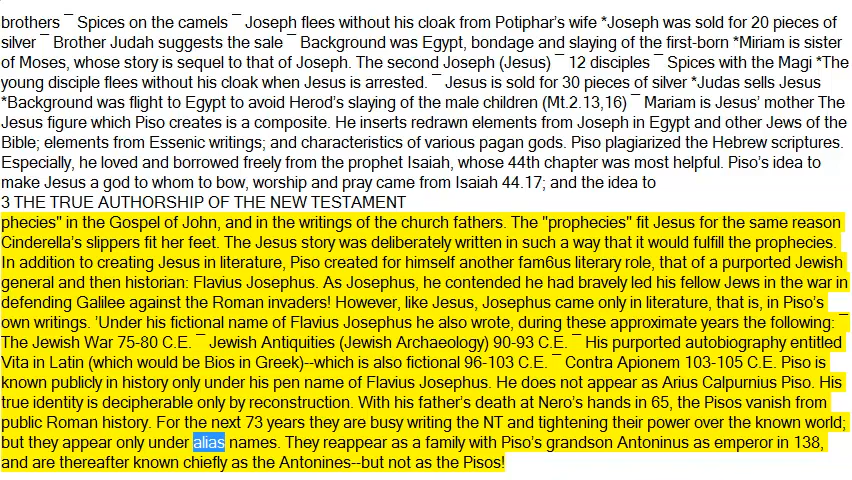 brothers ¯ Spices on the camels ¯ Joseph flees without his cloak from Potiphar’s wife *Joseph was sold for 20 pieces of
silver ¯ Brother Judah suggests the sale ¯ Background was Egypt, bondage and slaying of the first-born *Miriam is sister
of Moses, whose story is sequel to that of Joseph. The second Joseph (Jesus) ¯ 12 disciples ¯ Spices with the Magi *The
young disciple flees without his cloak when Jesus is arrested. ¯ Jesus is sold for 30 pieces of silver *Judas sells Jesus
*Background was flight to Egypt to avoid Herod’s slaying of the male children (Mt.2.13,16) ¯ Mariam is Jesus’ mother The
Jesus figure which Piso creates is a composite. He inserts redrawn elements from Joseph in Egypt and other Jews of the
Bible; elements from Essenic writings; and characteristics of various pagan gods. Piso plagiarized the Hebrew scriptures.
Especially, he loved and borrowed freely from the prophet Isaiah, whose 44th chapter was most helpful. Piso’s idea to
make Jesus a god to whom to bow, worship and pray came from Isaiah 44.17; and the idea to
3 THE TRUE AUTHORSHIP OF THE NEW TESTAMENT
phecies" in the Gospel of John, and in the writings of the church fathers. The "prophecies" fit Jesus for the same reason
Cinderella’s slippers fit her feet. The Jesus story was deliberately written in such a way that it would fulfill the prophecies.
In addition to creating Jesus in literature, Piso created for himself another fam6us literary role, that of a purported Jewish
general and then historian: Flavius Josephus. As Josephus, he contended he had bravely led his fellow Jews in the war in
defending Galilee against the Roman invaders! However, like Jesus, Josephus came only in literature, that is, in Piso’s
own writings. ’Under his fictional name of Flavius Josephus he also wrote, during these approximate years the following: ¯
The Jewish War 75-80 C.E. ¯ Jewish Antiquities (Jewish Archaeology) 90-93 C.E. ¯ His purported autobiography entitled
Vita in Latin (which would be Bios in Greek)--which is also fictional 96-103 C.E. ¯ Contra Apionem 103-105 C.E. Piso is
known publicly in history only under his pen name of Flavius Josephus. He does not appear as Arius Calpurnius Piso. His
true identity is decipherable only by reconstruction. With his father’s death at Nero’s hands in 65, the Pisos vanish from
public Roman history. For the next 73 years they are busy writing the NT and tightening their power over the known world;
but they appear only under alias names. They reappear as a family with Piso’s grandson Antoninus as emperor in 138,
and are thereafter known chiefly as the Antonines--but not as the Pisos!